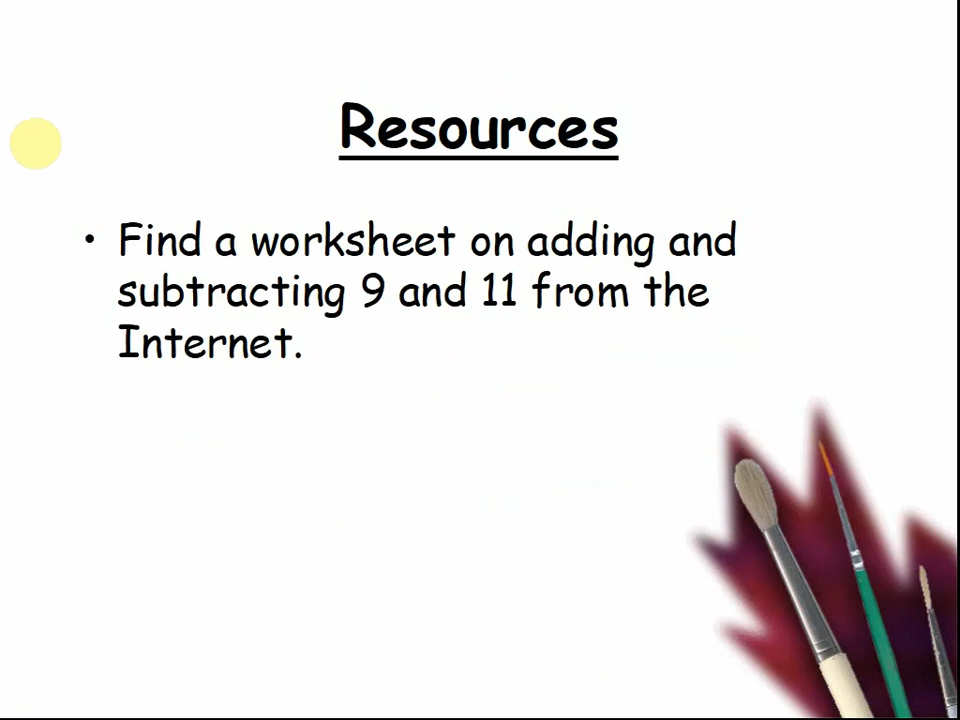 Resources
• Find a worksheet on adding and
subtracting 9 and 11 from the
Internet.